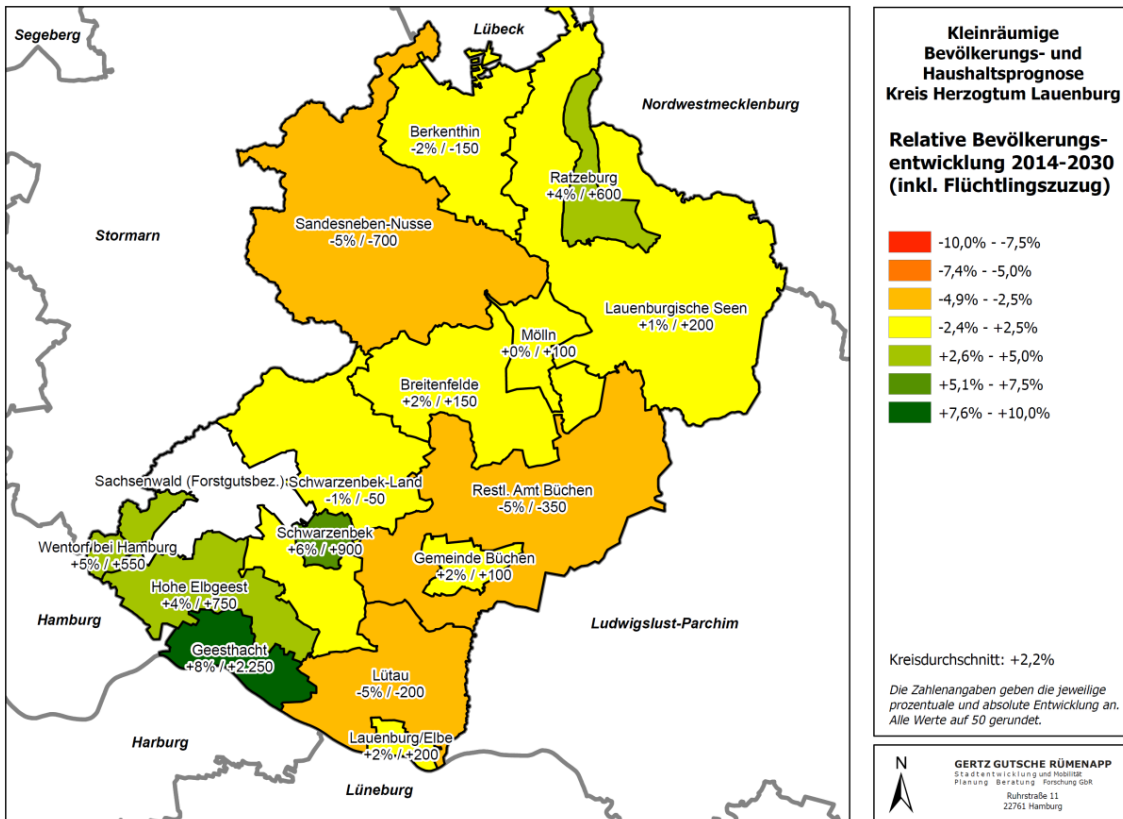 Segeberg
Lübeck
Nordwestmecklenburg
Berkenthin
-2% / -150
Ratzeburg
+4% / +600
Sandesneben-Nusse
-5% / -700
Stormarn
Lauenburgische Seen
+1% / +200
Mölln
+0% / +100
Breitenfelde
+2% / +150
Sachsenwald (Forstgutsbez.)
Schwarzenbek-Land
-1% / -50
Restl. Amt Büchen
-5% / -350
Schwarzenbek
+6% / +900
Wentorf bei Hamburg
+5% / +550
Gemeinde Büchen
+2% / +100
Hohe Elbgeest
+4% / +750
Hamburg
Ludwigslust-Parchim
Geesthacht
+8% / +2.250
Lütau
-5% / -200
Lauenburg/Elbe
+2% / +200
Harburg
Lüneburg
Kleinräumige
Bevölkerungs- und
Haushaltsprognose
Kreis Herzogtum Lauenburg
Relative Bevölkerungs-
entwicklung 2014-2030
(inkl. Flüchtlingszuzug)
-10,0% - -7,5%
-7,4% - -5,0%
-4,9% - -2,5%
-2,4% - +2,5%
+2,6% - +5,0%
+5,1% - +7,5%
+7,6% - +10,0%
Kreisdurchschnitt: +2,2%
Die Zahlenangaben geben die jeweilige
prozentuale und absolute Entwicklung an.
Alle Werte auf 50 gerundet.
N
GERTZ GUTSCHE RÜMENAPP
Stadtentwicklung und Mobilität
Planung Beratung Forschung GbR
Ruhrstraße 11
22761 Hamburg